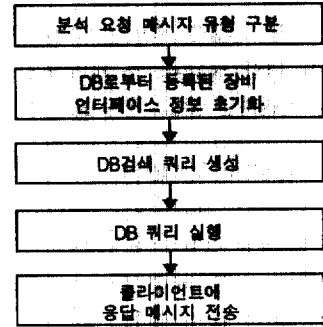 분석 요청 메시지 유형 구분
DB로부터 등록된 장비
인터페이스 정보 초기화
DB검색 쿼리 생성
DB 쿼리 실행
클라이언트에
응답 메시지 전송